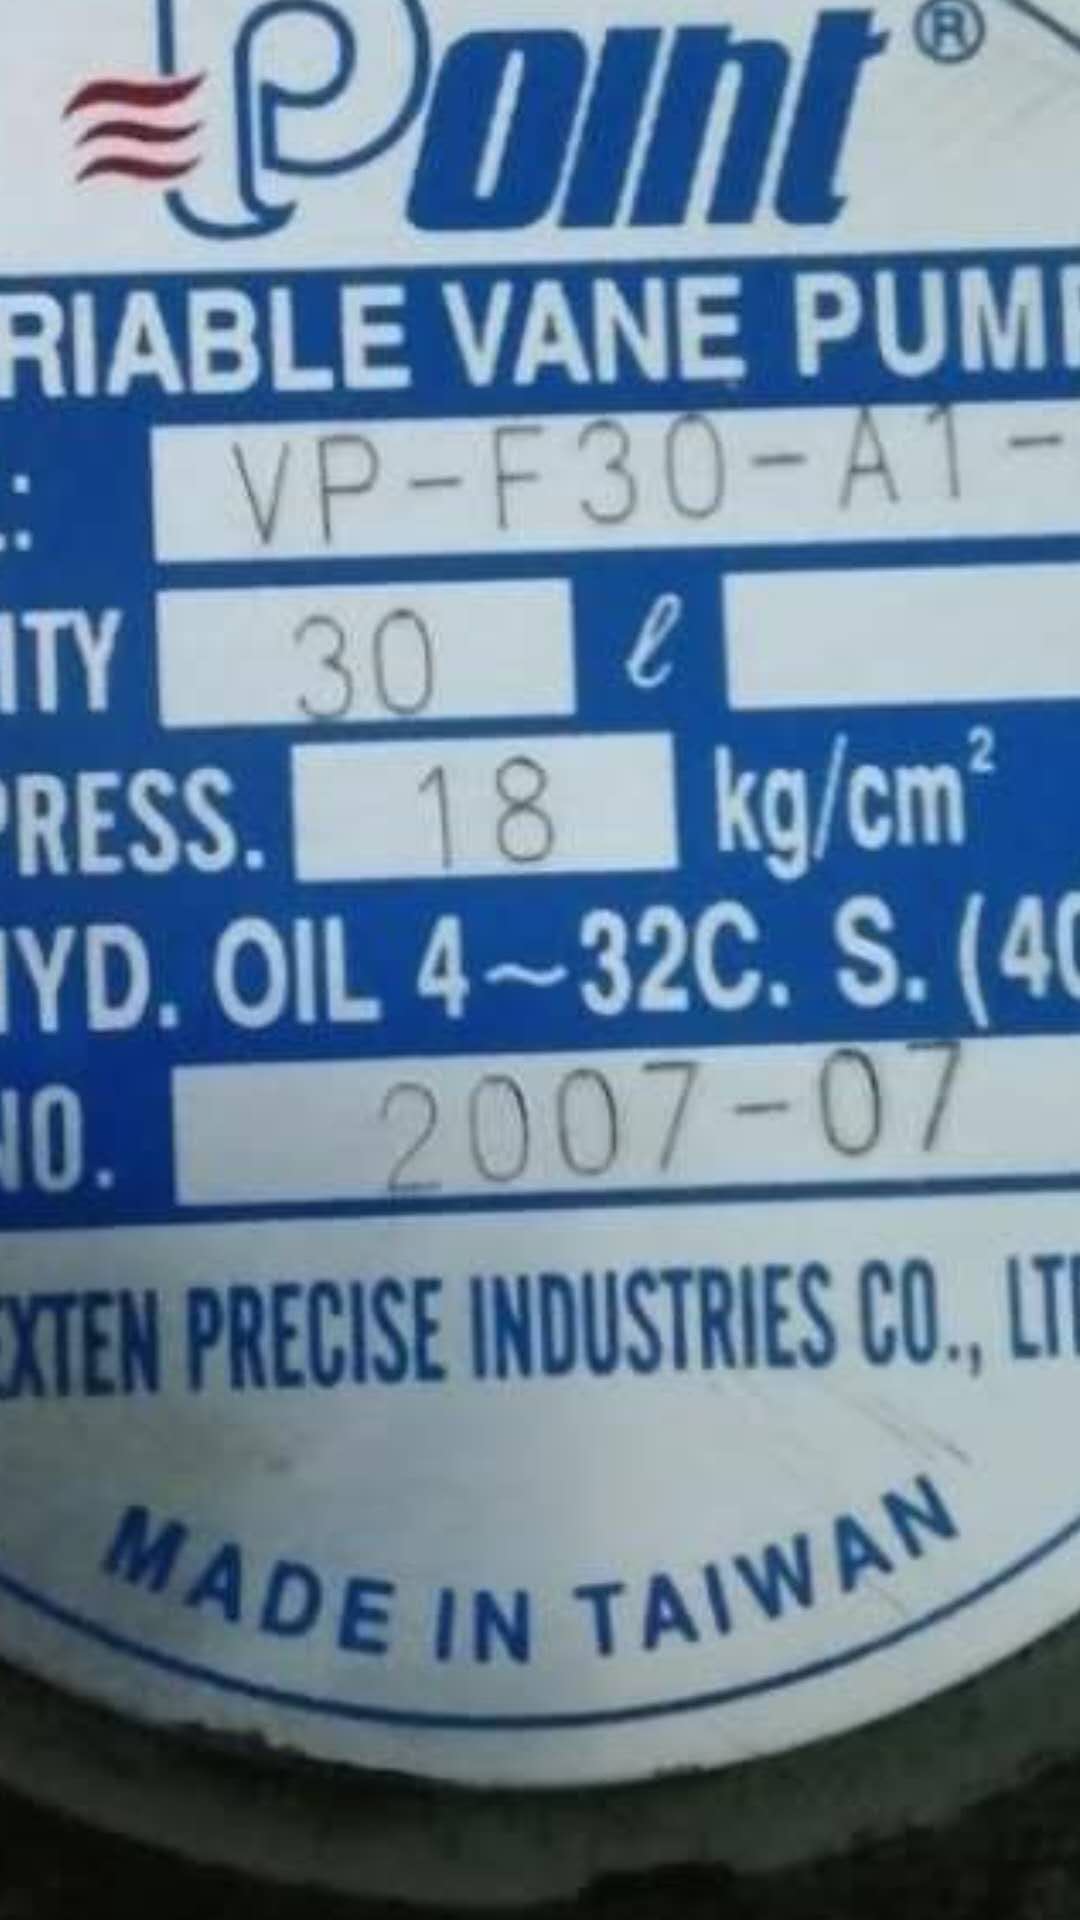 Point ®
RIABLE VANE PUMP
.: VP-F30-A1-
ITY 30 ℓ
PRESS. 18 kg/cm²
HYD. OIL 4~32C. S. (40
NO. 2007-07
EXTEN PRECISE INDUSTRIES CO., LTD
MADE IN TAIWAN